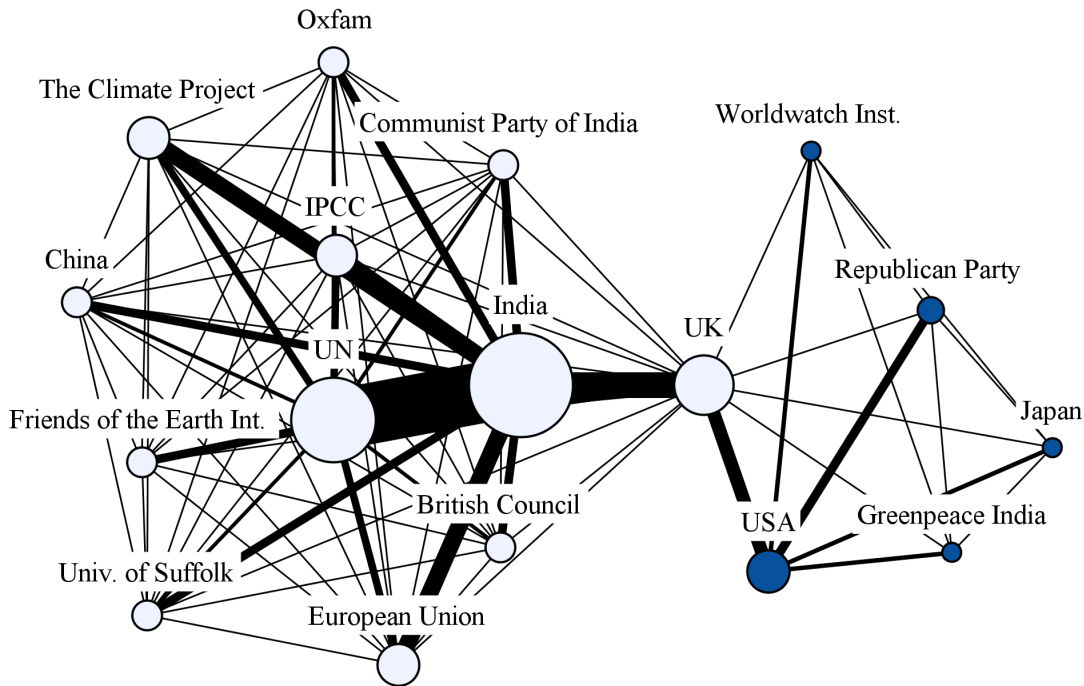 Oxfam
The Climate Project
Worldwatch Inst.
Communist Party of India
IPCC
China
Republican Party
India
UK
UN
Japan
Friends of the Earth Int.
British Council
USA
Greenpeace India
Univ. of Suffolk
European Union